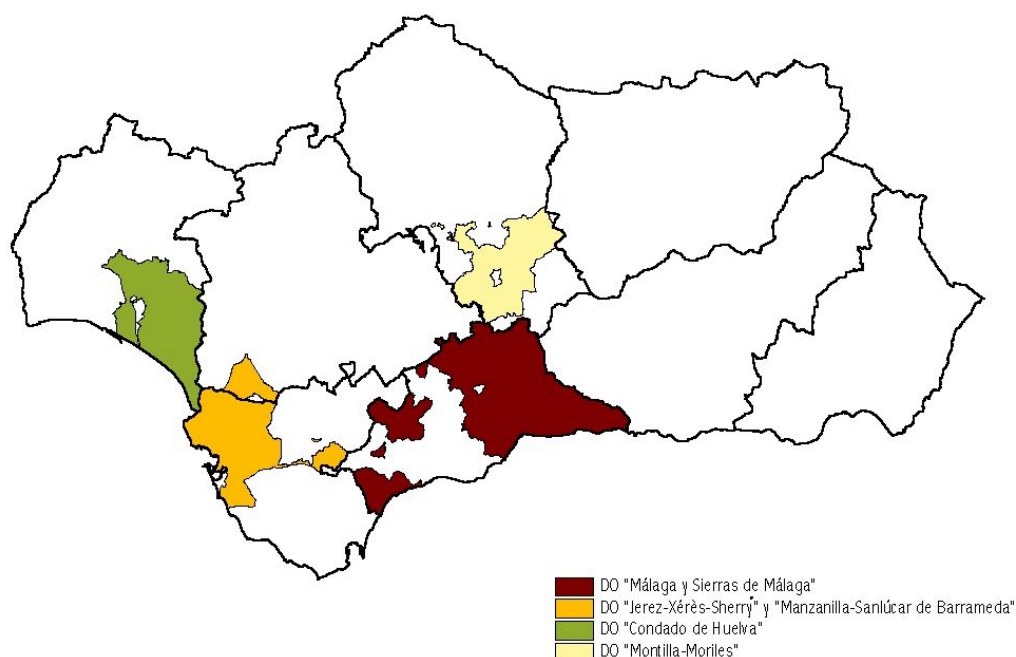 DO "Málaga y Sierras de Málaga"
DO "Jerez-Xérès-Sherry" y "Manzanilla-Sanlúcar de Barrameda"
DO "Condado de Huelva"
DO "Montilla-Moriles"